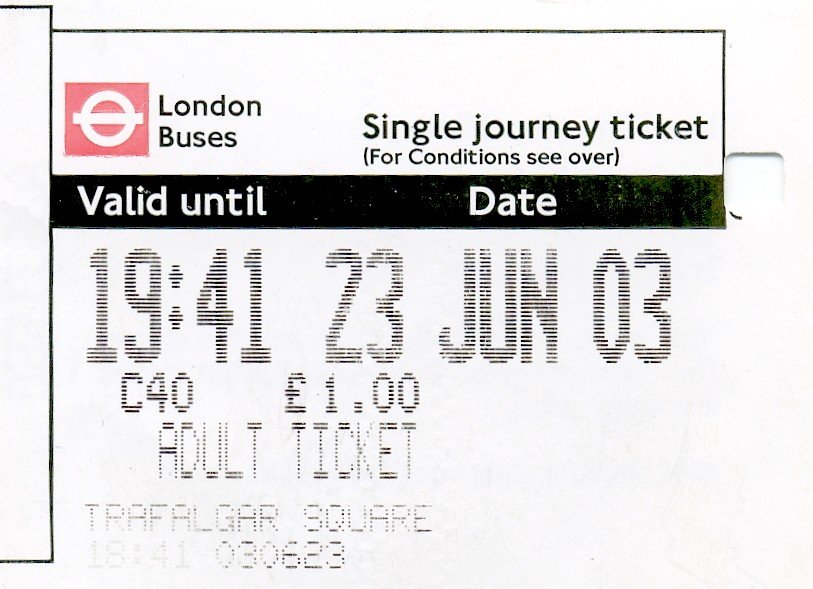 London
Buses
Single journey ticket
(For Conditions see over)
Valid until Date
19:41 23 JUN 03
C40 £1.00
ADULT TICKET
TRAFALGAR SQUARE
18:41 030623